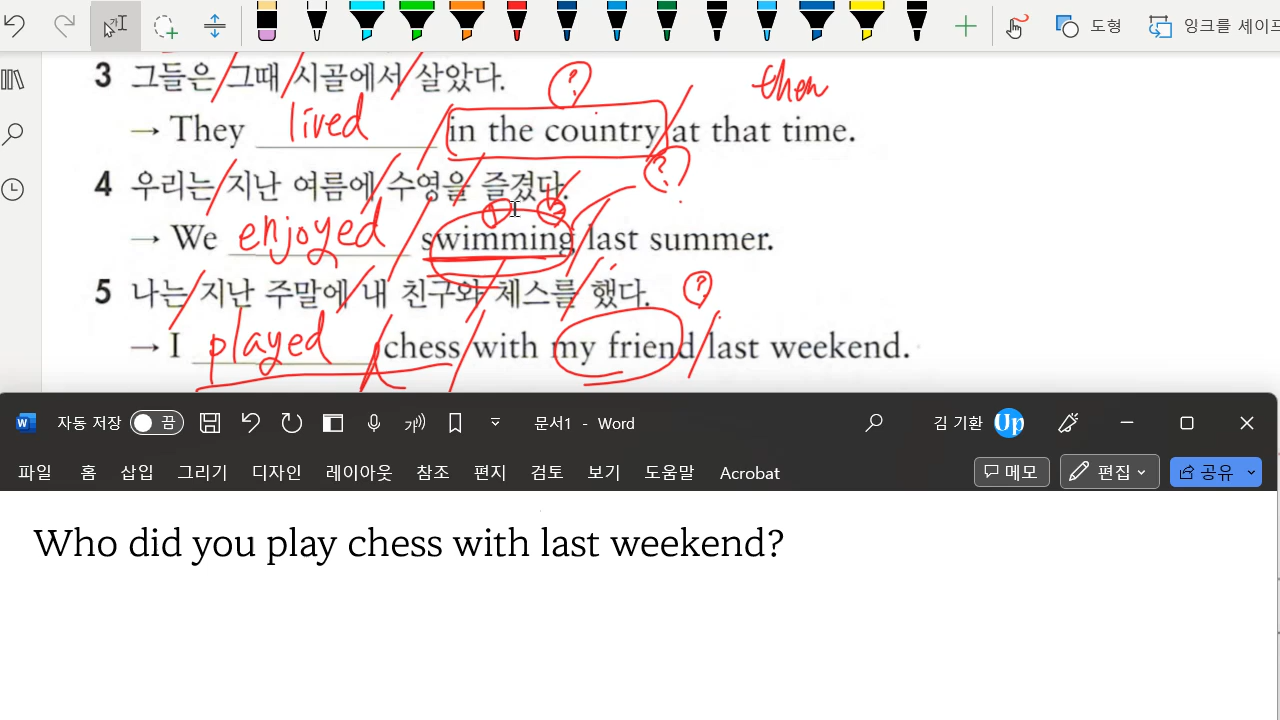 도형
잉크를 셰이프
3 그들은/그때/시골에서/살았다.
?
then
→ They lived /in the country/at that time.
4 우리는/지난 여름에/수영을/즐겼다.
?
→ We enjoyed / swimming/last summer.
5 나는/지난 주말에/내 친구와/체스를/했다.
?
→ I played /chess/with my friend/last weekend.
자동 저장 끔 가 문서1 - Word 김 기환 Up
파일 홈 삽입 그리기 디자인 레이아웃 참조 편지 검토 보기 도움말 Acrobat 메모 편집 공유
Who did you play chess with last weekend?